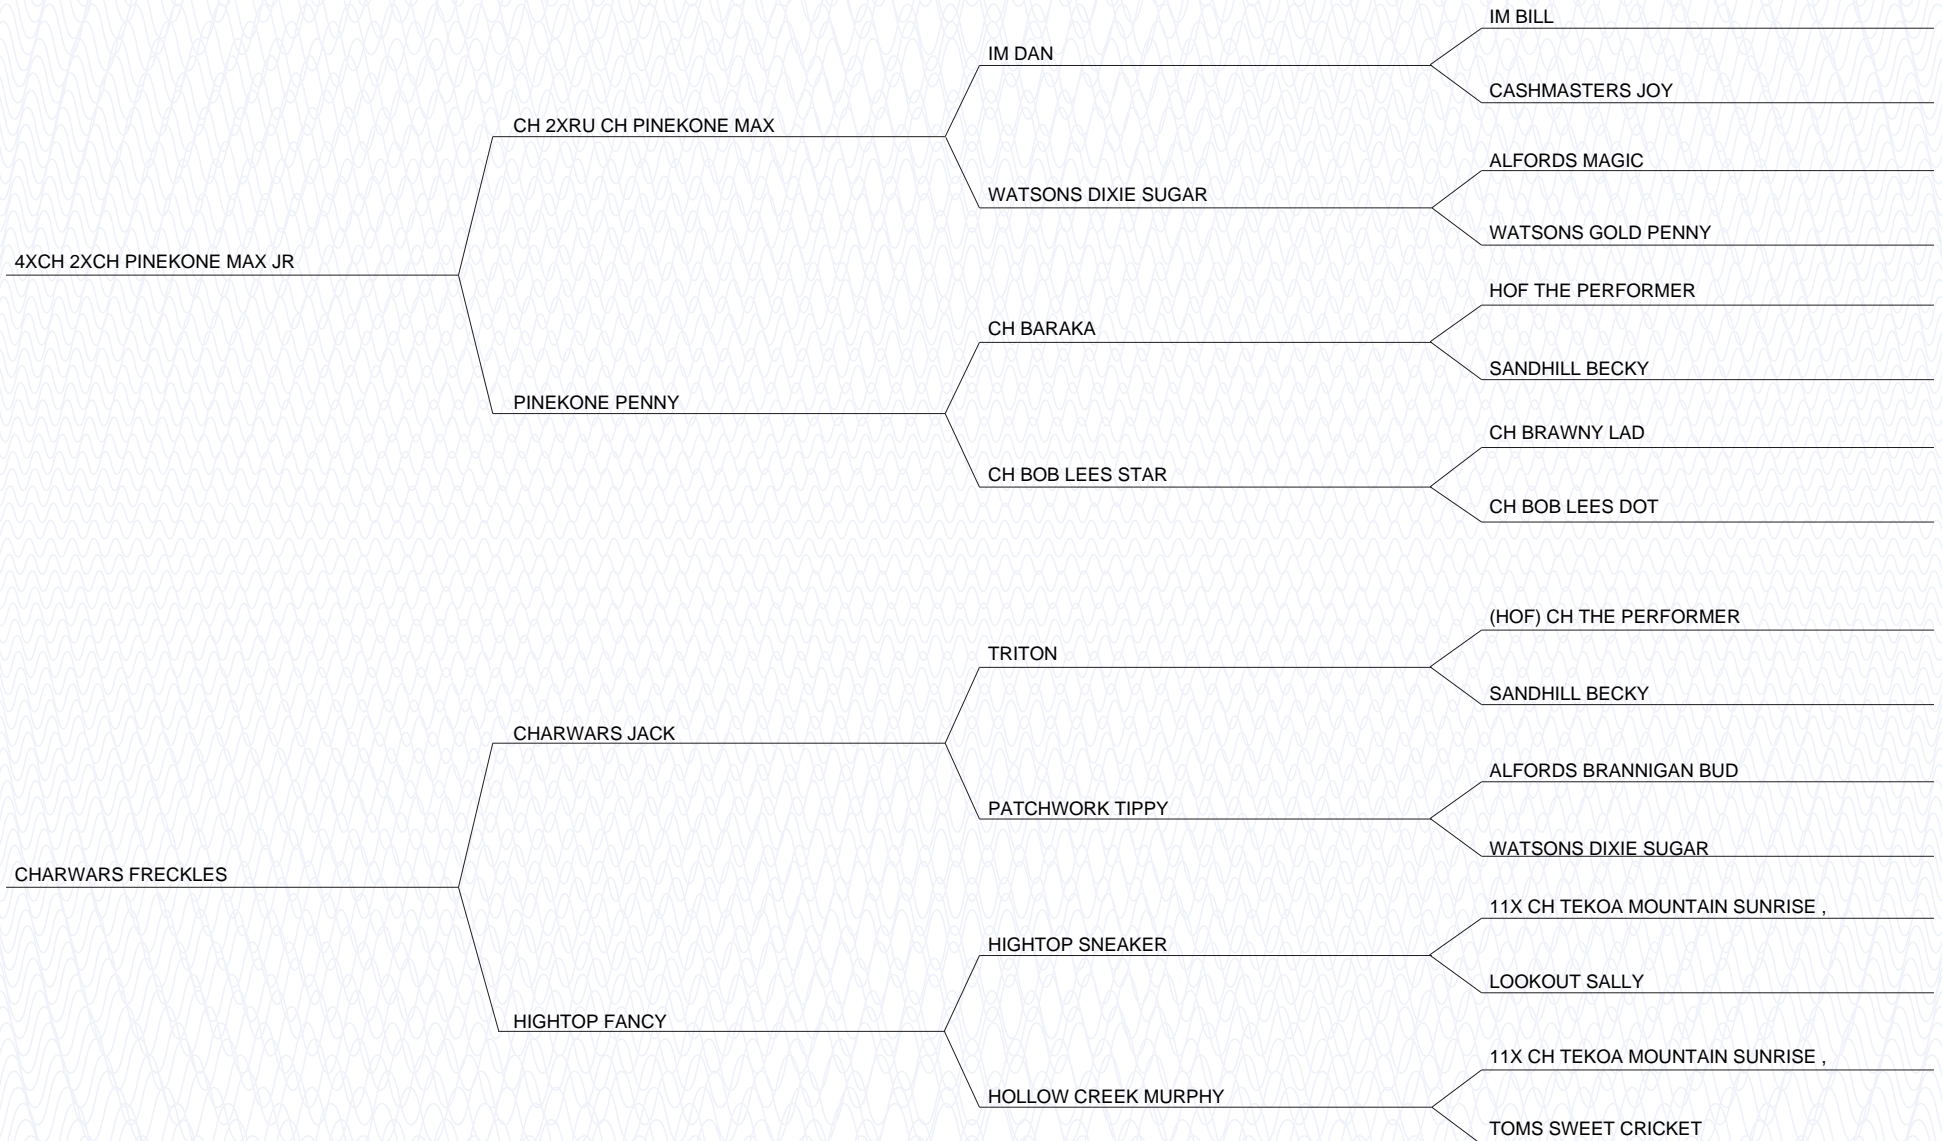 IM BILL
IM DAN
CASHMASTERS JOY
CH 2XRU CH PINEKONE MAX
ALFORDS MAGIC
WATSONS DIXIE SUGAR
WATSONS GOLD PENNY
4XCH 2XCH PINEKONE MAX JR
HOF THE PERFORMER
CH BARAKA
SANDHILL BECKY
PINEKONE PENNY
CH BRAWNY LAD
CH BOB LEES STAR
CH BOB LEES DOT
(HOF) CH THE PERFORMER
TRITON
SANDHILL BECKY
CHARWARS JACK
ALFORDS BRANNIGAN BUD
PATCHWORK TIPPY
WATSONS DIXIE SUGAR
CHARWARS FRECKLES
11X CH TEKOA MOUNTAIN SUNRISE ,
HIGHTOP SNEAKER
LOOKOUT SALLY
HIGHTOP FANCY
11X CH TEKOA MOUNTAIN SUNRISE ,
HOLLOW CREEK MURPHY
TOMS SWEET CRICKET